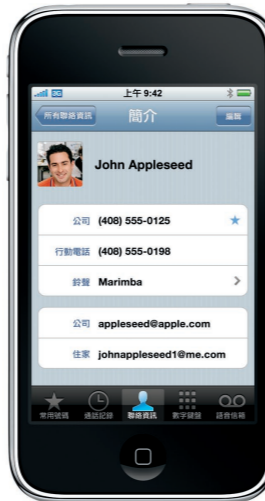 3G
上午 9:42
所有聯絡資訊
簡介
編輯
John Appleseed
公司 (408) 555-0125
行動電話 (408) 555-0198
鈴聲 Marimba
公司 appleseed@apple.com
住家 johnappleseed1@me.com
常用號碼 通話記錄 聯絡資訊 數字鍵盤 語音信箱